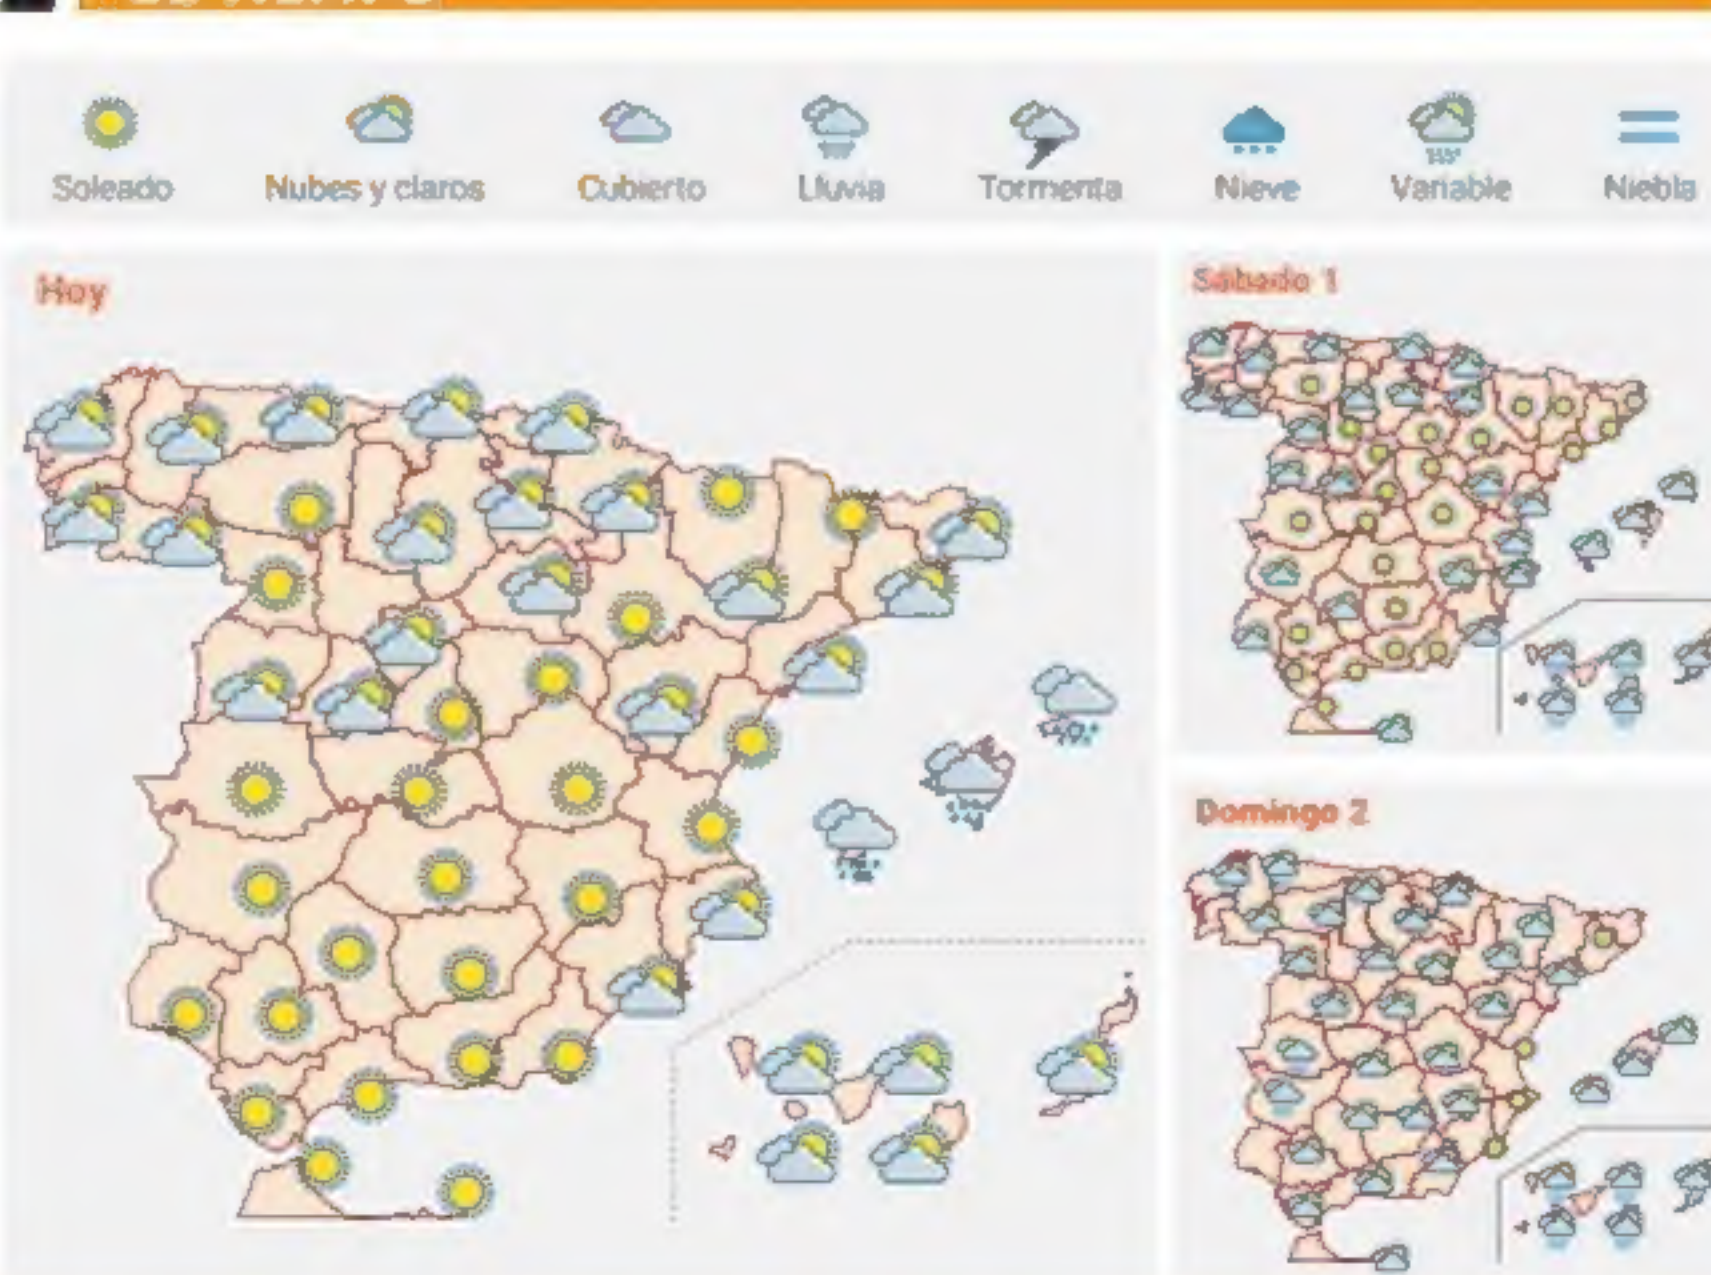 Soleado
Nubes y claros
Cubierto
Lluvia
Tormenta
Nieve
Variable
Niebla
Hoy
Sábado 1
Domingo 2